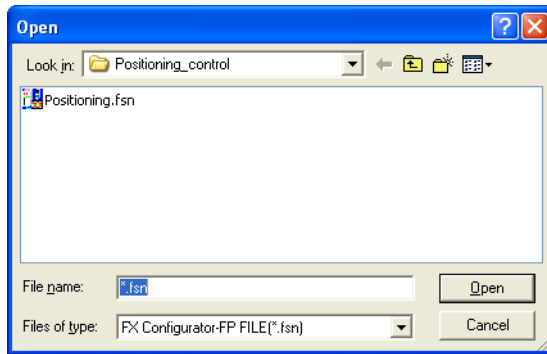 Open
Look in: Positioning_control
Positioning.fsn
File name: *.fsn Open
Files of type: FX Configurator-FP FILE(*.fsn) Cancel